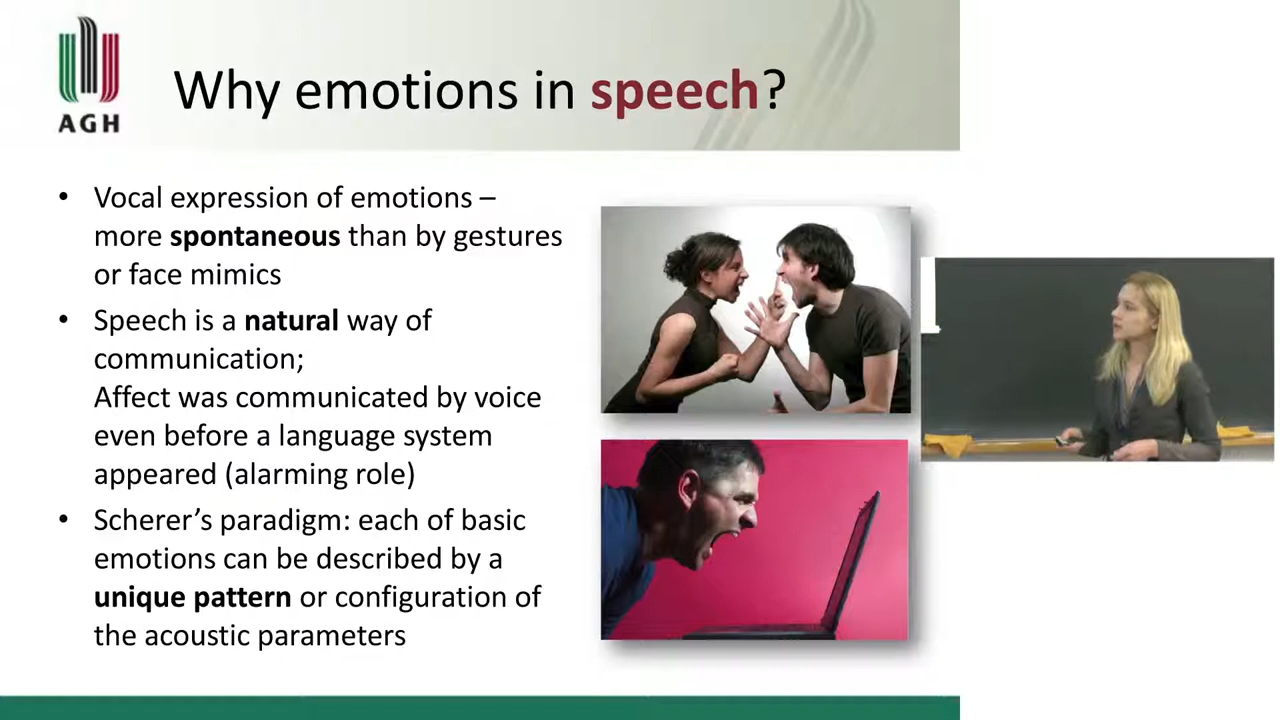 AGH
Why emotions in speech?
• Vocal expression of emotions –
more spontaneous than by gestures
or face mimics
• Speech is a natural way of
communication;
Affect was communicated by voice
even before a language system
appeared (alarming role)
• Scherer’s paradigm: each of basic
emotions can be described by a
unique pattern or configuration of
the acoustic parameters